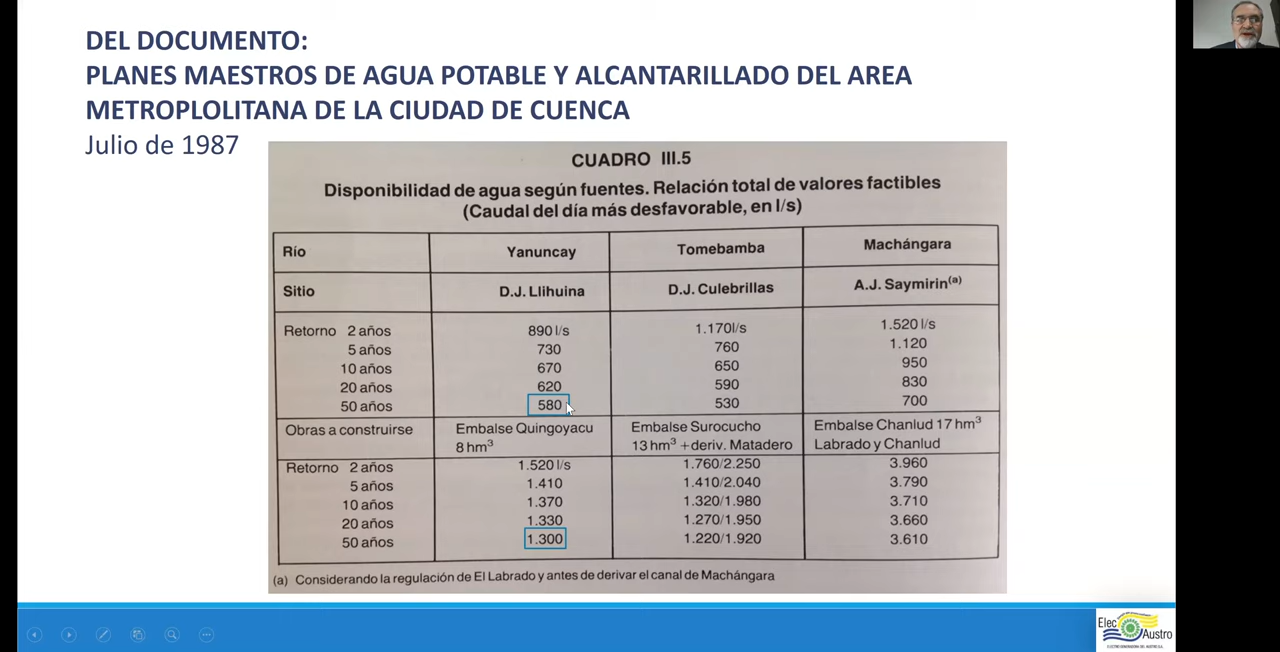 DEL DOCUMENTO:
PLANES MAESTROS DE AGUA POTABLE Y ALCANTARILLADO DEL AREA
METROPLOLITANA DE LA CIUDAD DE CUENCA
Julio de 1987
CUADRO III.5
Disponibilidad de agua según fuentes. Relación total de valores factibles
(Caudal del día más desfavorable, en l/s)
Río Yanuncay Tomebamba Machángara
Sitio D.J. Llihuina D.J. Culebrillas A.J. Saymirin(a)
Retorno 2 años 890 l/s 1.170l/s 1.520 l/s
5 años 730 760 1.120
10 años 670 650 950
20 años 620 590 830
50 años 580 530 700
Obras a construirse Embalse Quingoyacu Embalse Surocucho Embalse Chanlud 17 hm³
8 hm³ 13 hm³ + deriv. Matadero Labrado y Chanlud
Retorno 2 años 1.520 l/s 1.760/2.250 3.960
5 años 1.410 1.410/2.040 3.790
10 años 1.370 1.320/1.980 3.710
20 años 1.330 1.270/1.950 3.660
50 años 1.300 1.220/1.920 3.610
(a) Considerando la regulación de El Labrado y antes de derivar el canal de Machángara
Elec
Austro